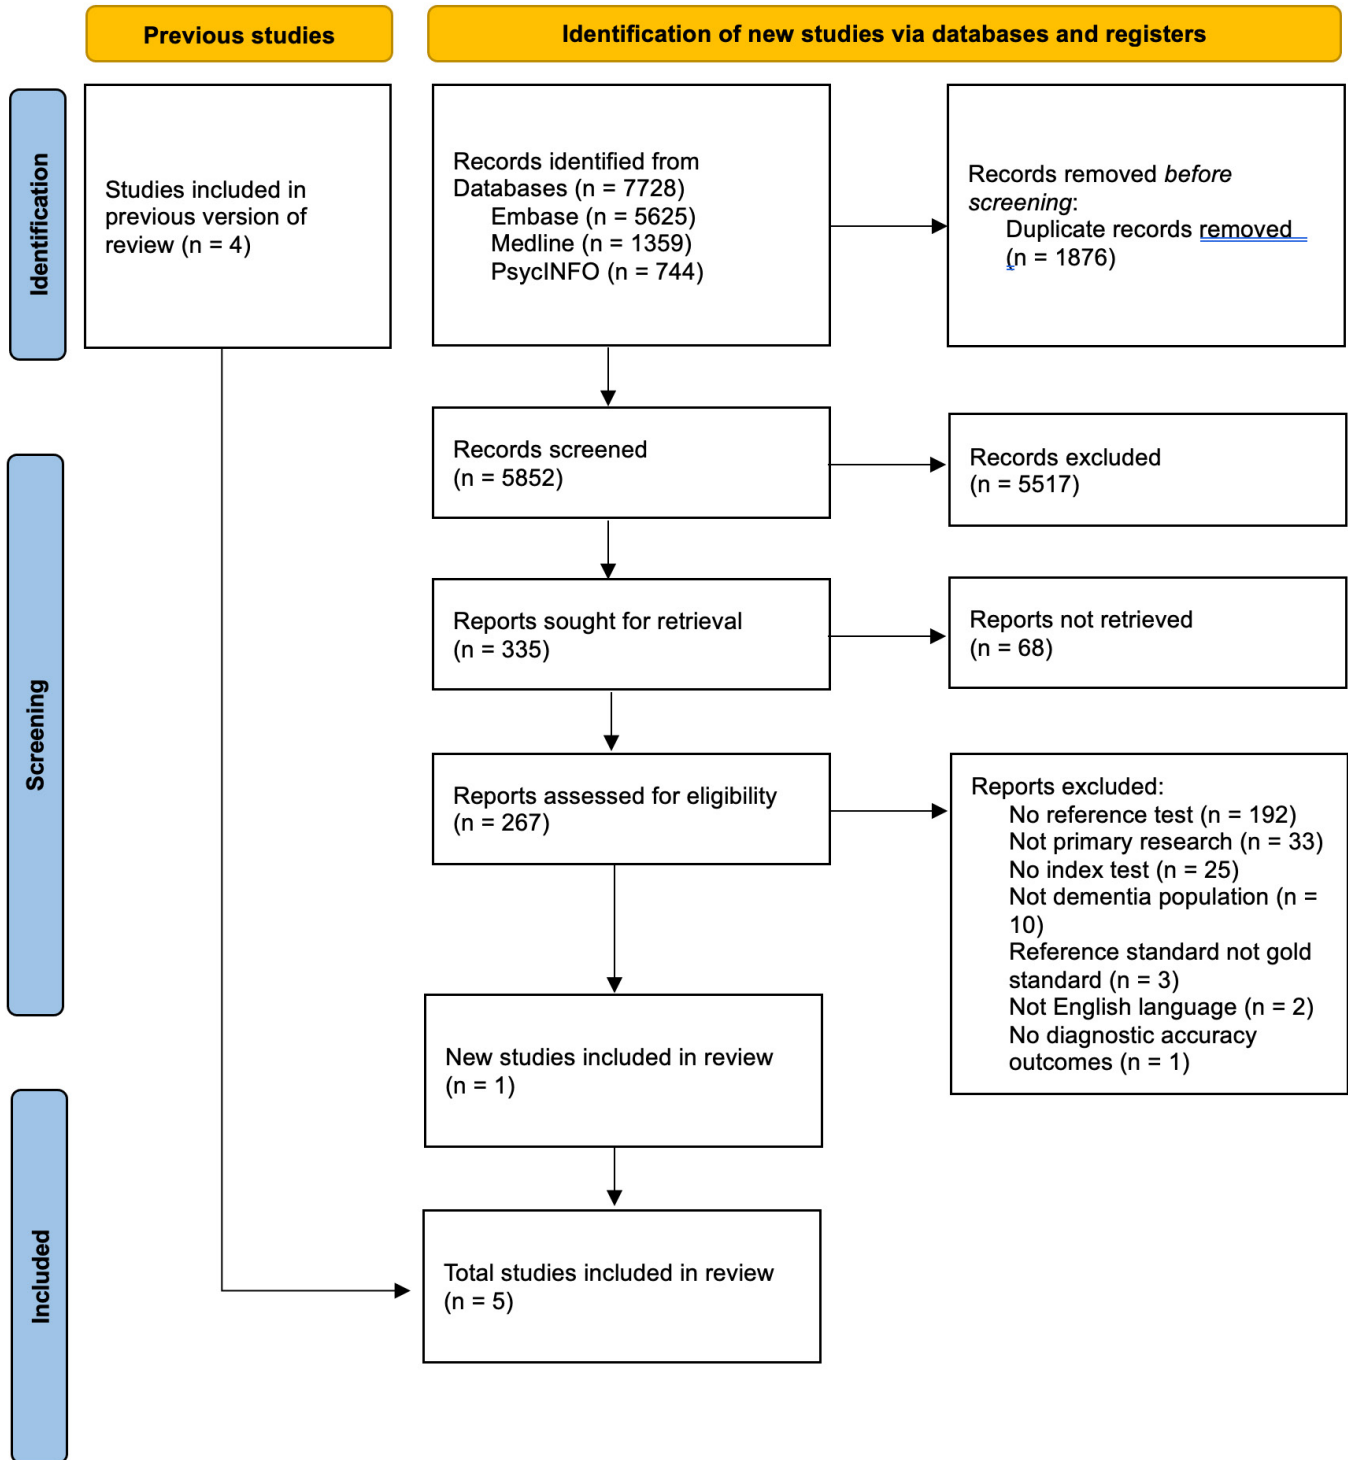 Previous studies
Identification of new studies via databases and registers
Identification
Studies included in
previous version of
review (n = 4)
Records identified from
Databases (n = 7728)
Embase (n = 5625)
Medline (n = 1359)
PsycINFO (n = 744)
Records removed before
screening:
Duplicate records removed
(n = 1876)
Screening
Records screened
(n = 5852)
Records excluded
(n = 5517)
Reports sought for retrieval
(n = 335)
Reports not retrieved
(n = 68)
Reports assessed for eligibility
(n = 267)
Reports excluded:
No reference test (n = 192)
Not primary research (n = 33)
No index test (n = 25)
Not dementia population (n =
10)
Reference standard not gold
standard (n = 3)
Not English language (n = 2)
No diagnostic accuracy
outcomes (n = 1)
Included
New studies included in review
(n = 1)
Total studies included in review
(n = 5)